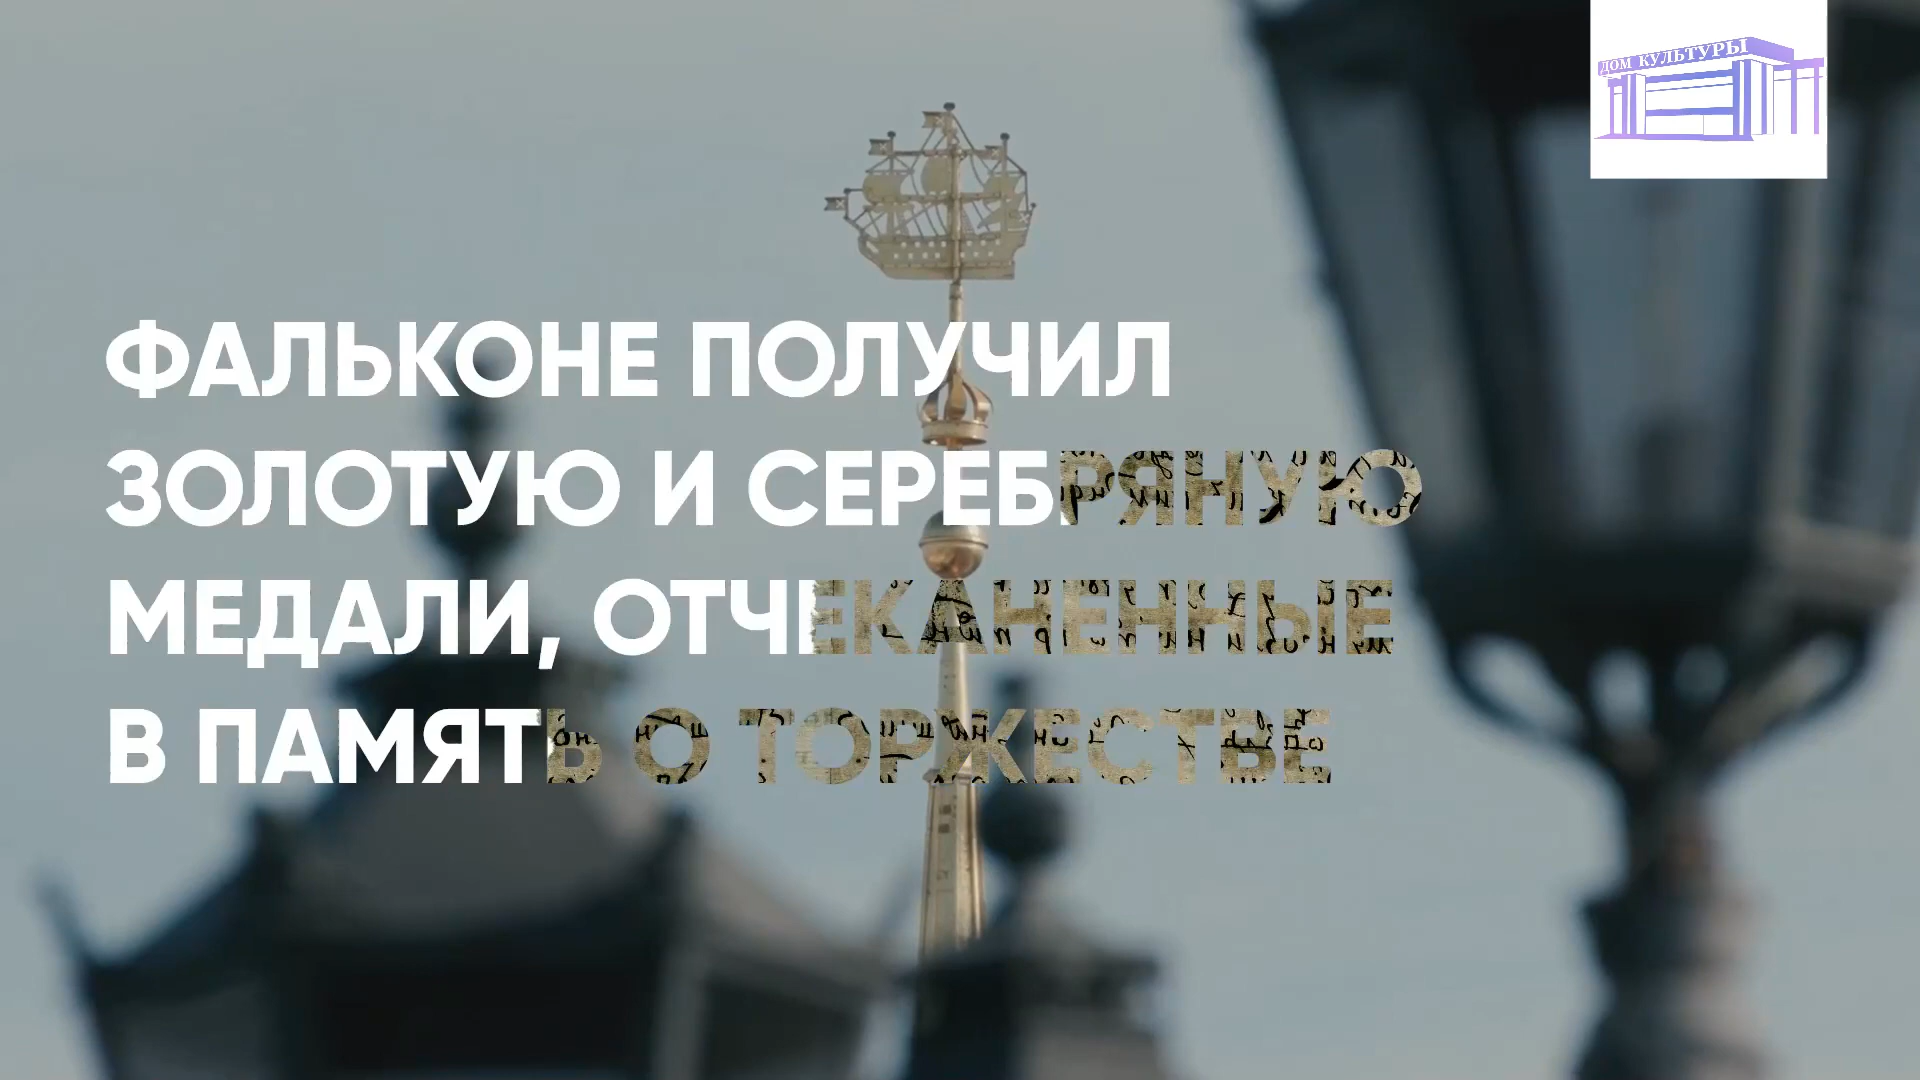 ДОМ КУЛЬТУРЫ
ФАЛЬКОНЕ ПОЛУЧИЛ
ЗОЛОТУЮ И СЕРЕБРЯНУЮ
МЕДАЛИ, ОТЧЕКАНЕННЫЕ
В ПАМЯТЬ О ТОРЖЕСТВЕ